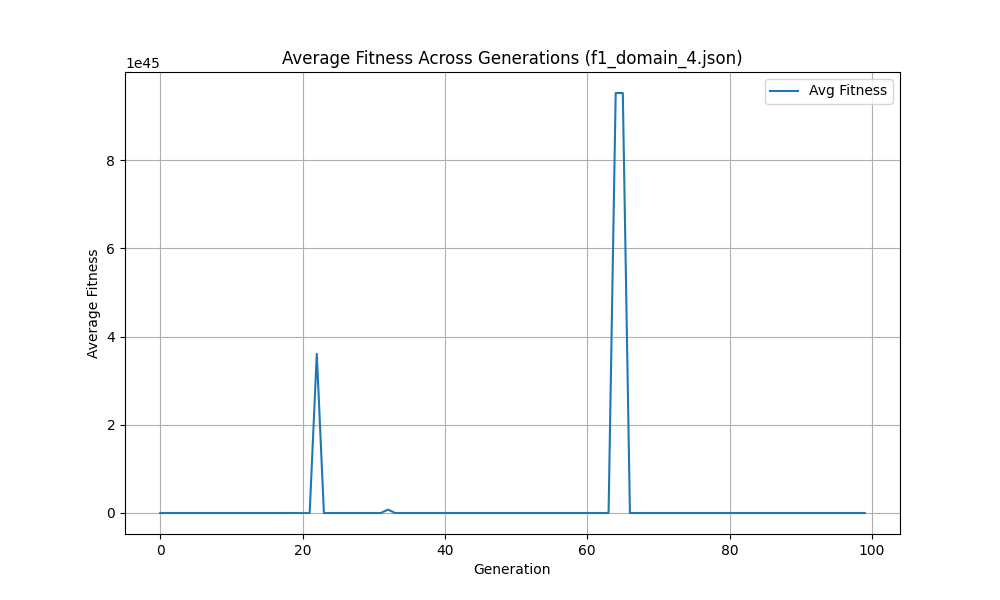 Average Fitness Across Generations (f1_domain_4.json)
1e45
Avg Fitness
8
6
4
2
0
Average Fitness
0 20 40 60 80 100
Generation